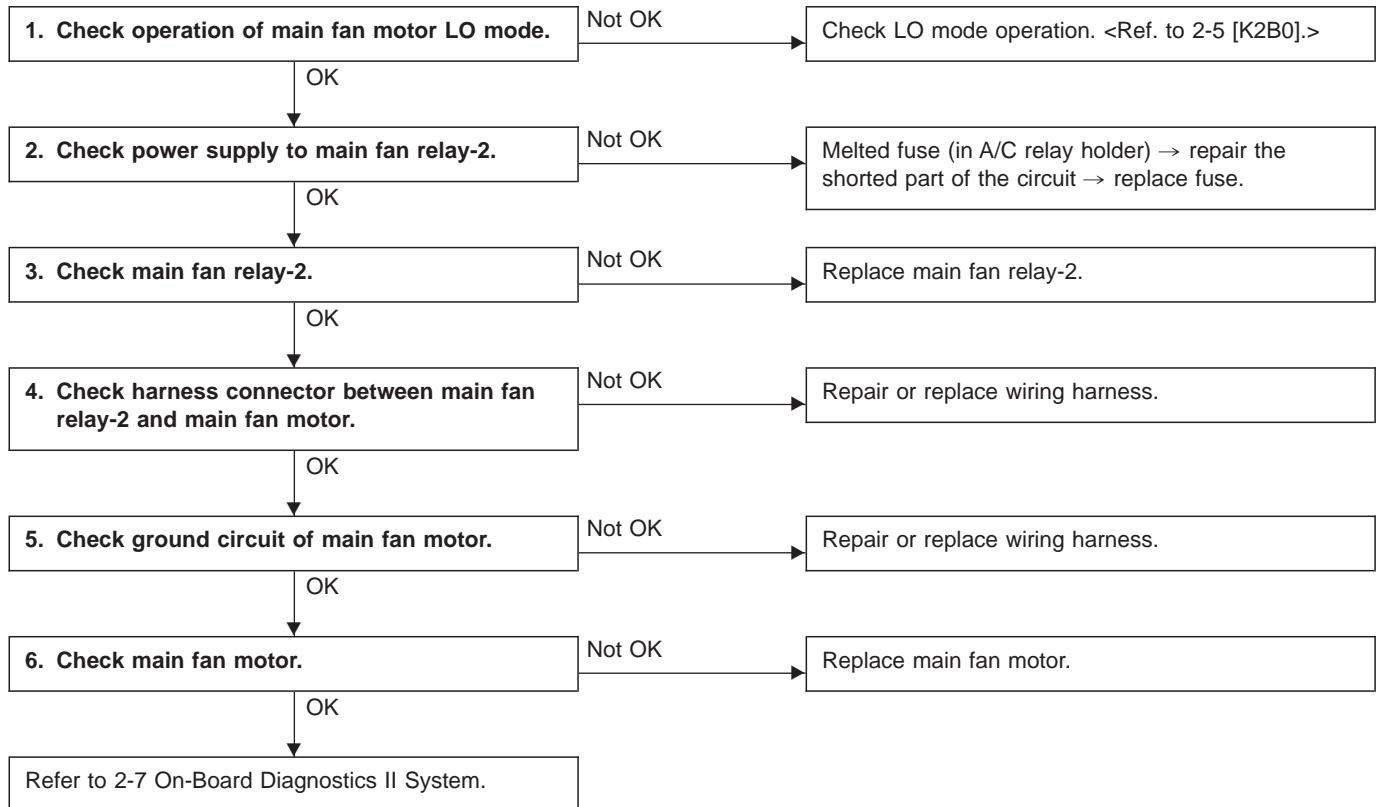 1. Check operation of main fan motor LO mode.
Not OK
Check LO mode operation. <Ref. to 2-5 [K2B0].>
OK
2. Check power supply to main fan relay-2.
Not OK
Melted fuse (in A/C relay holder) → repair the
shorted part of the circuit → replace fuse.
OK
3. Check main fan relay-2.
Not OK
Replace main fan relay-2.
OK
4. Check harness connector between main fan
relay-2 and main fan motor.
Not OK
Repair or replace wiring harness.
OK
5. Check ground circuit of main fan motor.
Not OK
Repair or replace wiring harness.
OK
6. Check main fan motor.
Not OK
Replace main fan motor.
OK
Refer to 2-7 On-Board Diagnostics II System.